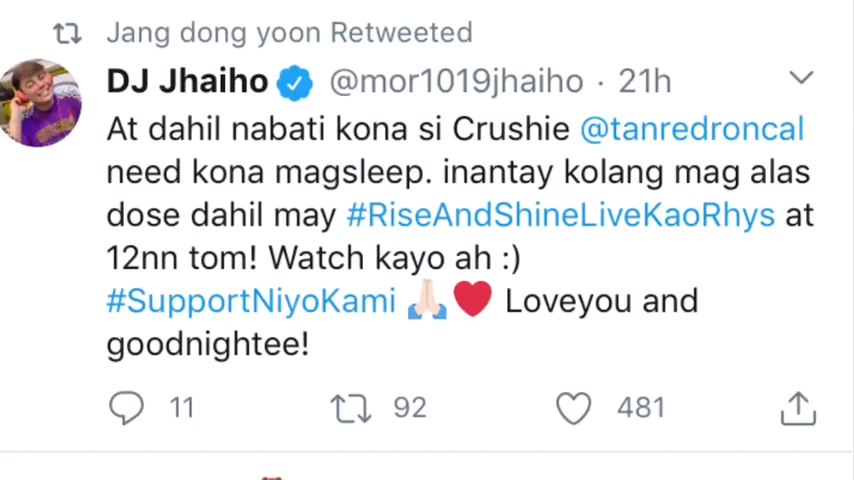 Jang dong yoon Retweeted
DJ Jhaiho @mor1019jhaiho · 21h
At dahil nabati kona si Crushie @tanredroncal
need kona magsleep. inantay kolang mag alas
dose dahil may #RiseAndShineLiveKaoRhys at
12nn tom! Watch kayo ah :)
#SupportNiyoKami 🙏🏻❤️ Loveyou and
goodnightee!
11 92 481